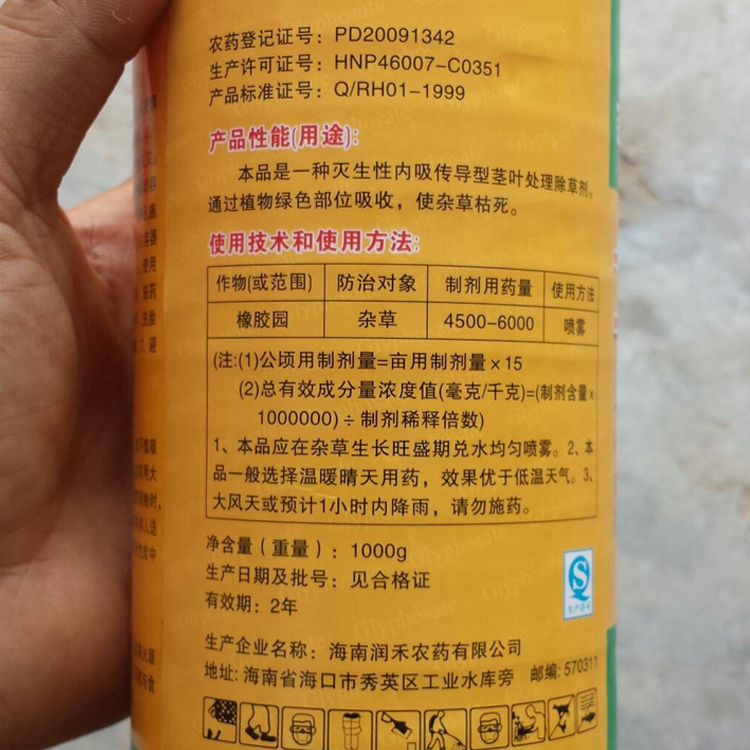 农药登记证号：PD20091342
生产许可证号：HNP46007-C0351
产品标准证号：Q/RH01-1999
产品性能(用途)：
本品是一种灭生性内吸传导型茎叶处理除草剂。
通过植物绿色部位吸收，使杂草枯死。
使用技术和使用方法：
作物(或范围) 防治对象 制剂用药量 使用方法
橡胶园 杂草 4500-6000 喷雾
(注:(1)公顷用制剂量=亩用制剂量×15
(2)总有效成分量浓度值(毫克/千克)=(制剂含量×
1000000)÷制剂稀释倍数)
1、本品应在杂草生长旺盛期兑水均匀喷雾。2、本
品一般选择温暖晴天用药，效果优于低温天气。3、
大风天或预计1小时内降雨，请勿施药。
净含量（重量）：1000g
生产日期及批号：见合格证
有效期：2年
生产企业名称：海南润禾农药有限公司
地址：海南省海口市秀英区工业水库旁 邮编：570311